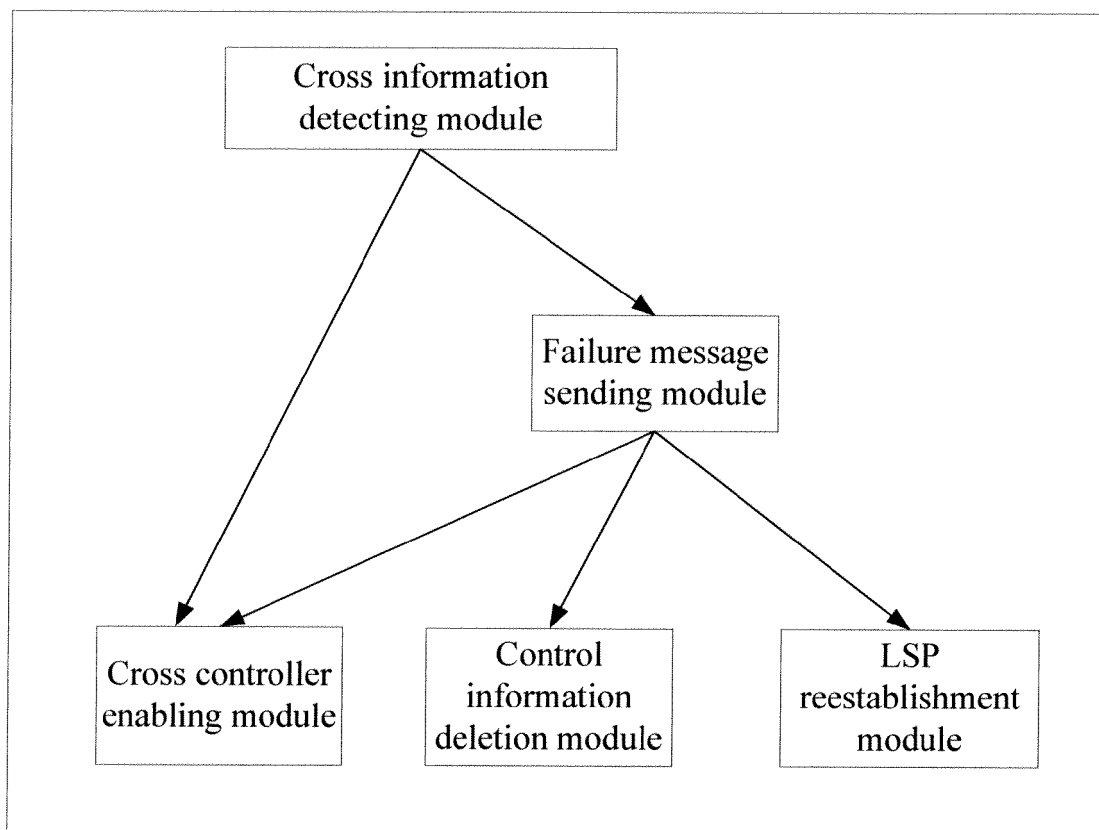 Cross information
detecting module
Failure message
sending module
Cross controller
enabling module
Control
information
deletion module
LSP
reestablishment
module